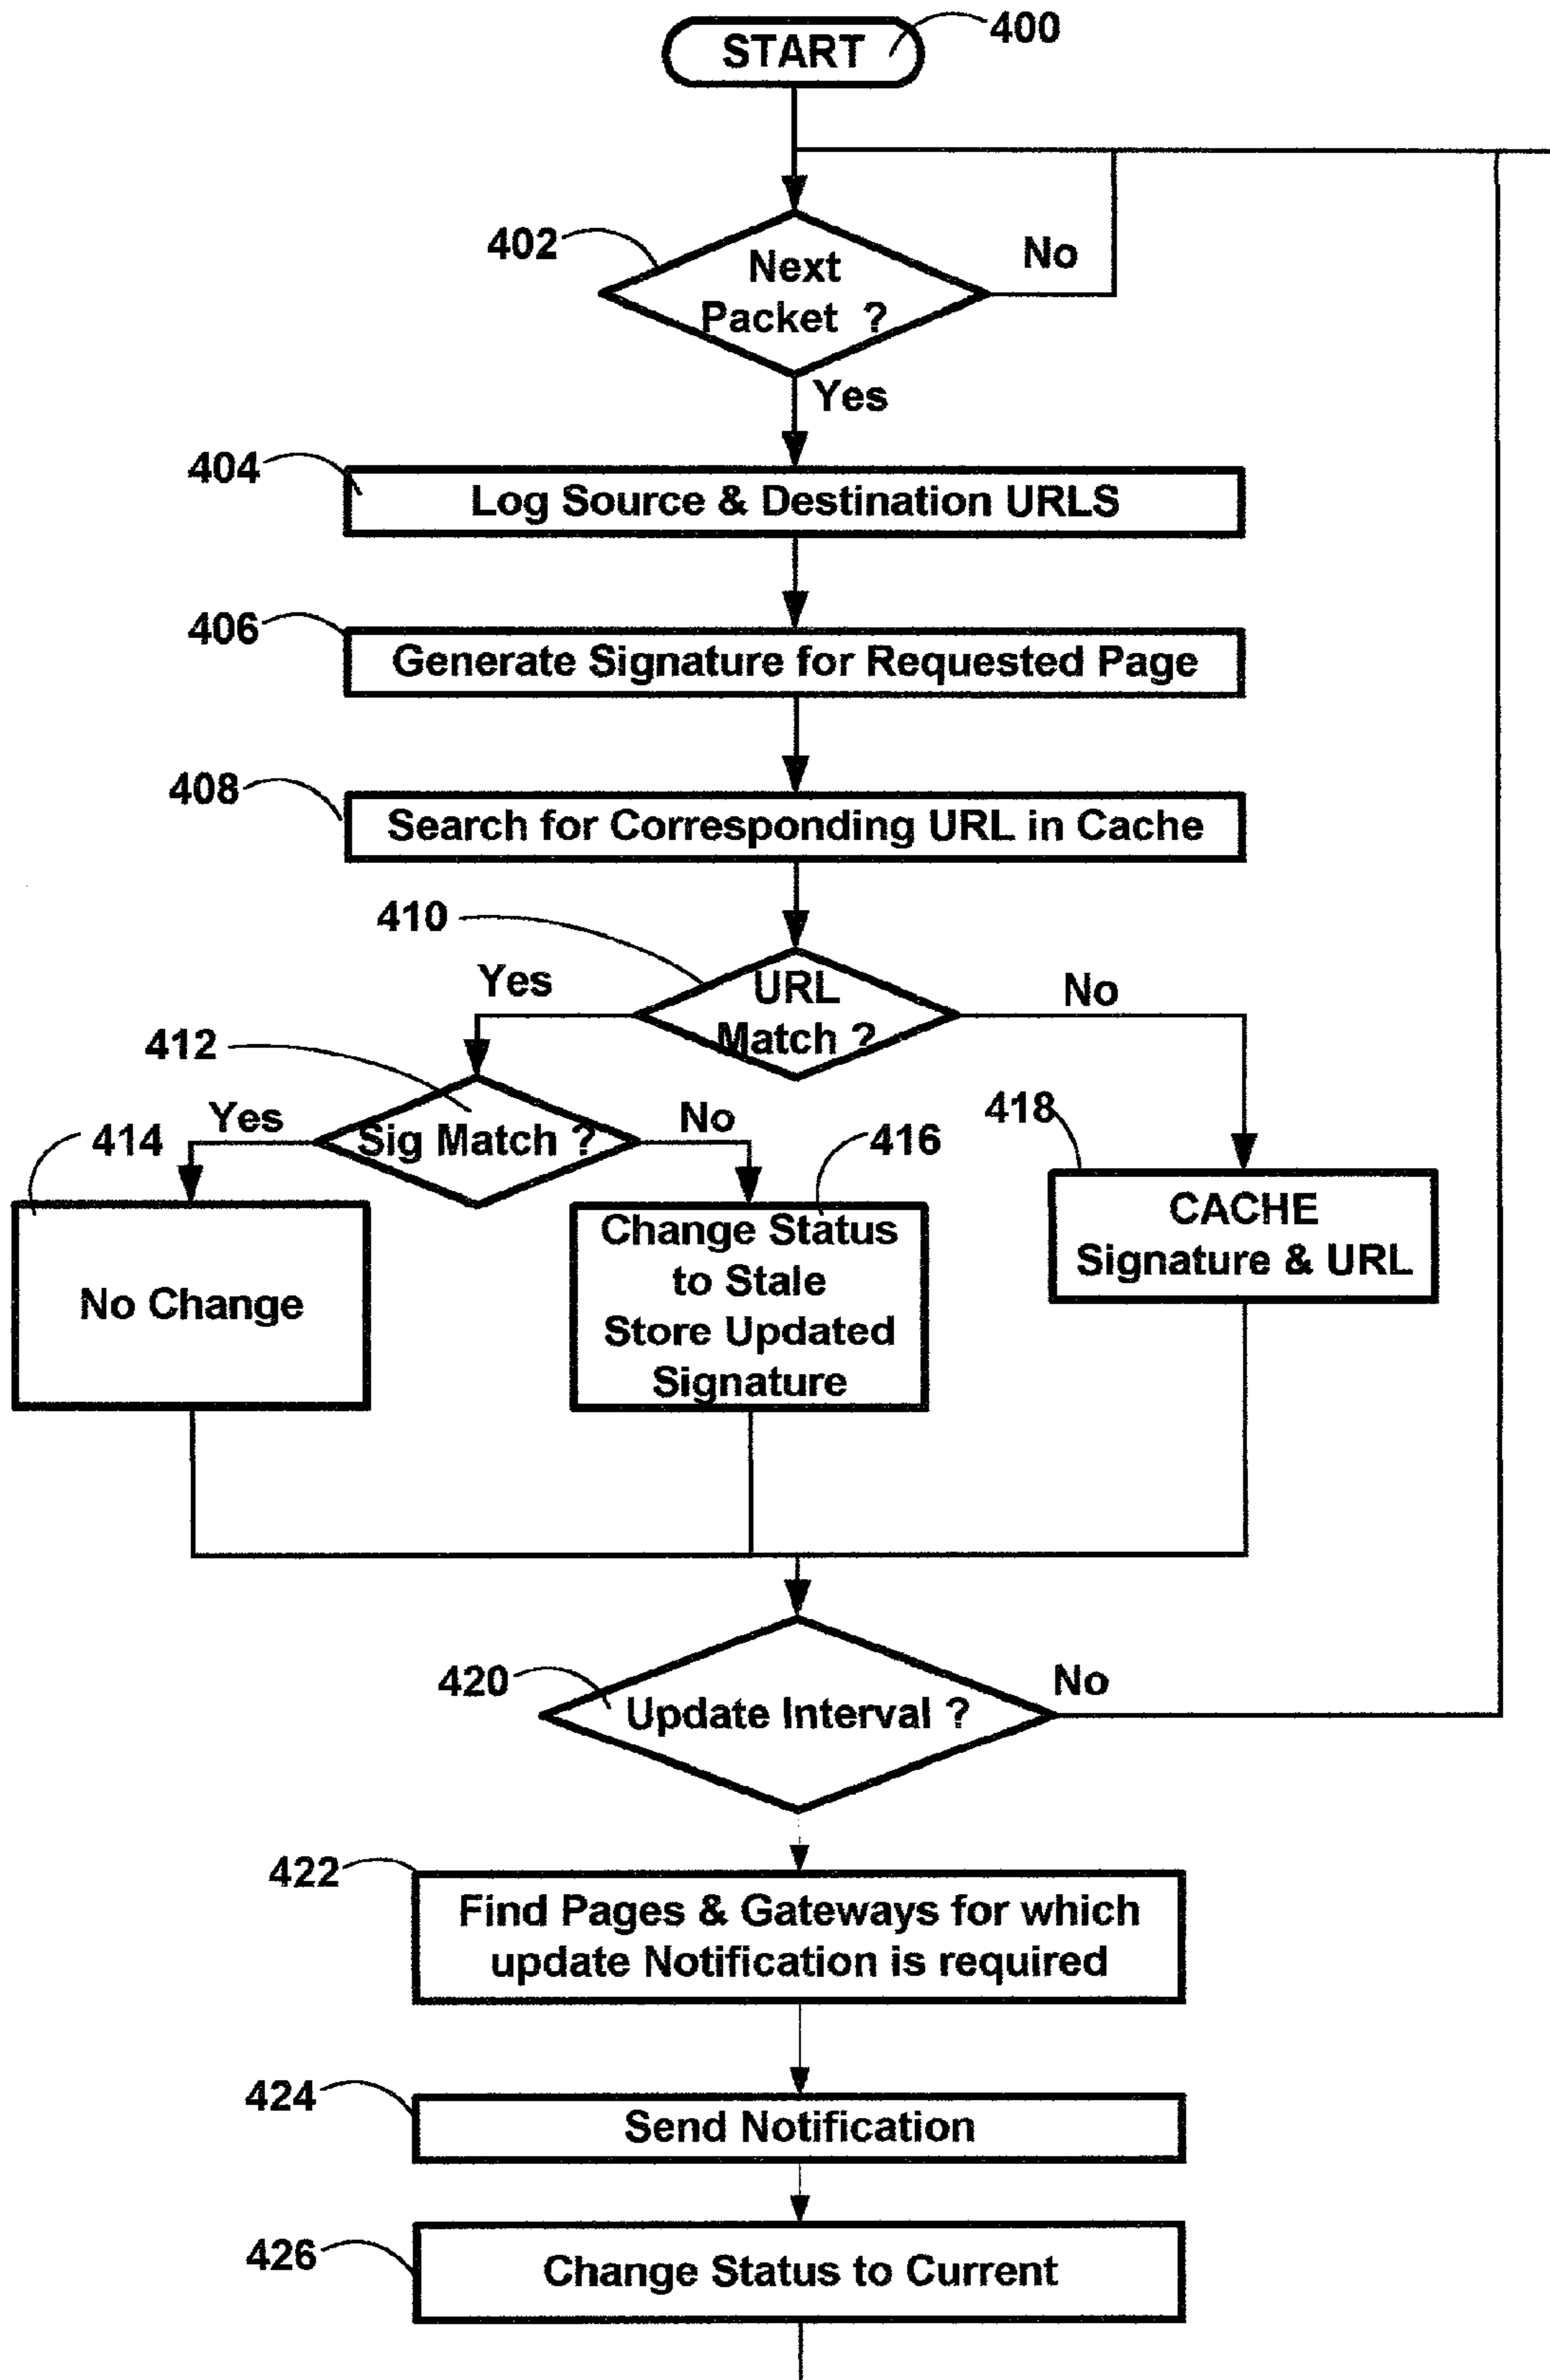 START
400
402
Next
Packet ?
No
Yes
404
Log Source & Destination URLS
406
Generate Signature for Requested Page
408
Search for Corresponding URL in Cache
410
Yes
URL
Match ?
No
412
Yes
Sig Match ?
No
414
416
418
No Change
Change Status
to Stale
Store Updated
Signature
CACHE
Signature & URL
420
Update Interval ?
No
422
Find Pages & Gateways for which
update Notification is required
424
Send Notification
426
Change Status to Current